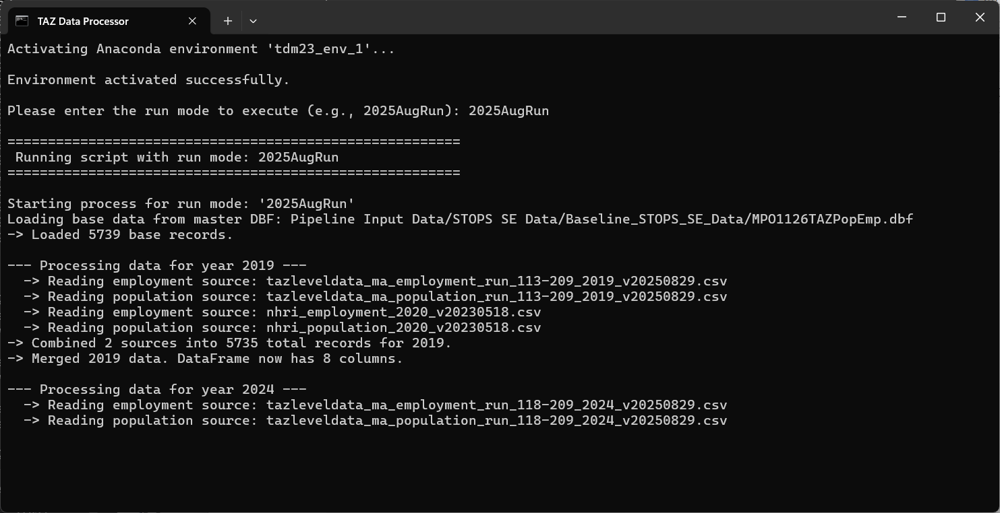 TAZ Data Processor
Activating Anaconda environment 'tdm23_env_1'...
Environment activated successfully.
Please enter the run mode to execute (e.g., 2025AugRun): 2025AugRun
========================================================
Running script with run mode: 2025AugRun
========================================================
Starting process for run mode: '2025AugRun'
Loading base data from master DBF: Pipeline Input Data/STOPS SE Data/Baseline_STOPS_SE_Data/MPO1126TAZPopEmp.dbf
-> Loaded 5739 base records.
--- Processing data for year 2019 ---
-> Reading employment source: tazleveldata_ma_employment_run_113-209_2019_v20250829.csv
-> Reading population source: tazleveldata_ma_population_run_113-209_2019_v20250829.csv
-> Reading employment source: nhri_employment_2020_v20230518.csv
-> Reading population source: nhri_population_2020_v20230518.csv
-> Combined 2 sources into 5735 total records for 2019.
-> Merged 2019 data. DataFrame now has 8 columns.
--- Processing data for year 2024 ---
-> Reading employment source: tazleveldata_ma_employment_run_118-209_2024_v20250829.csv
-> Reading population source: tazleveldata_ma_population_run_118-209_2024_v20250829.csv